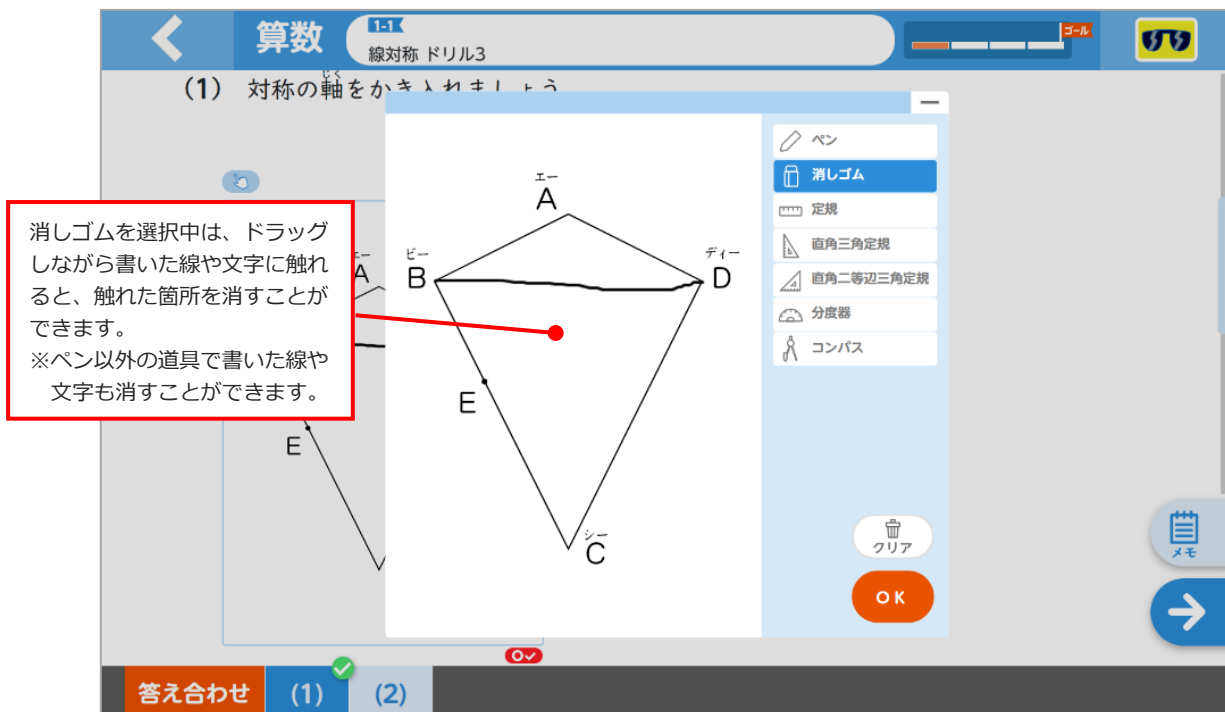 算数
1-1
線対称 ドリル3
ゴール
(1) 対称の軸をかき入れましょう
じく
消しゴムを選択中は、ドラッグ
しながら書いた線や文字に触れ
ると、触れた箇所を消すことが
できます。
※ペン以外の道具で書いた線や
文字も消すことができます。
エー
A
ビー
B
ディー
D
E
シー
C
ー
A
E
ペン
消しゴム
定規
直角三角定規
直角二等辺三角定規
分度器
コンパス
クリア
OK
メモ
答え合わせ
(1)
(2)